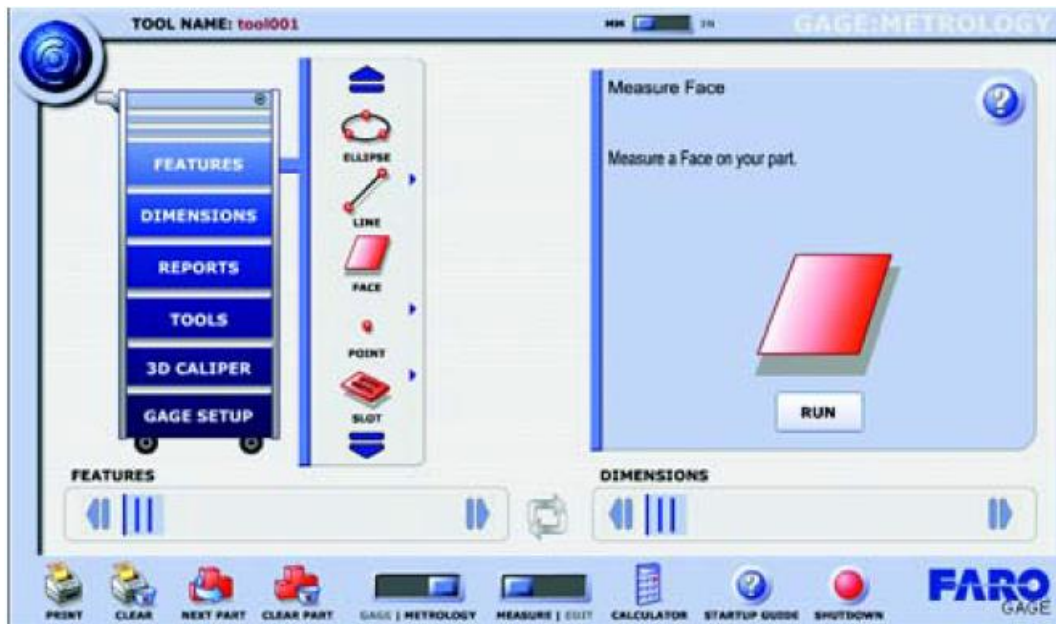 TOOL NAME: tool001
MM
IN
GAGE:METROLOGY
FEATURES
DIMENSIONS
REPORTS
TOOLS
3D CALIPER
GAGE SETUP
ELLIPSE
LINE
FACE
POINT
SLOT
Measure Face
?
Measure a Face on your part.
RUN
FEATURES
DIMENSIONS
PRINT
CLEAR
NEXT PART
CLEAR PART
GAGE | METROLOGY
MEASURE | EDIT
CALCULATOR
?
STARTUP GUIDE
SHUTDOWN
FARO
GAGE